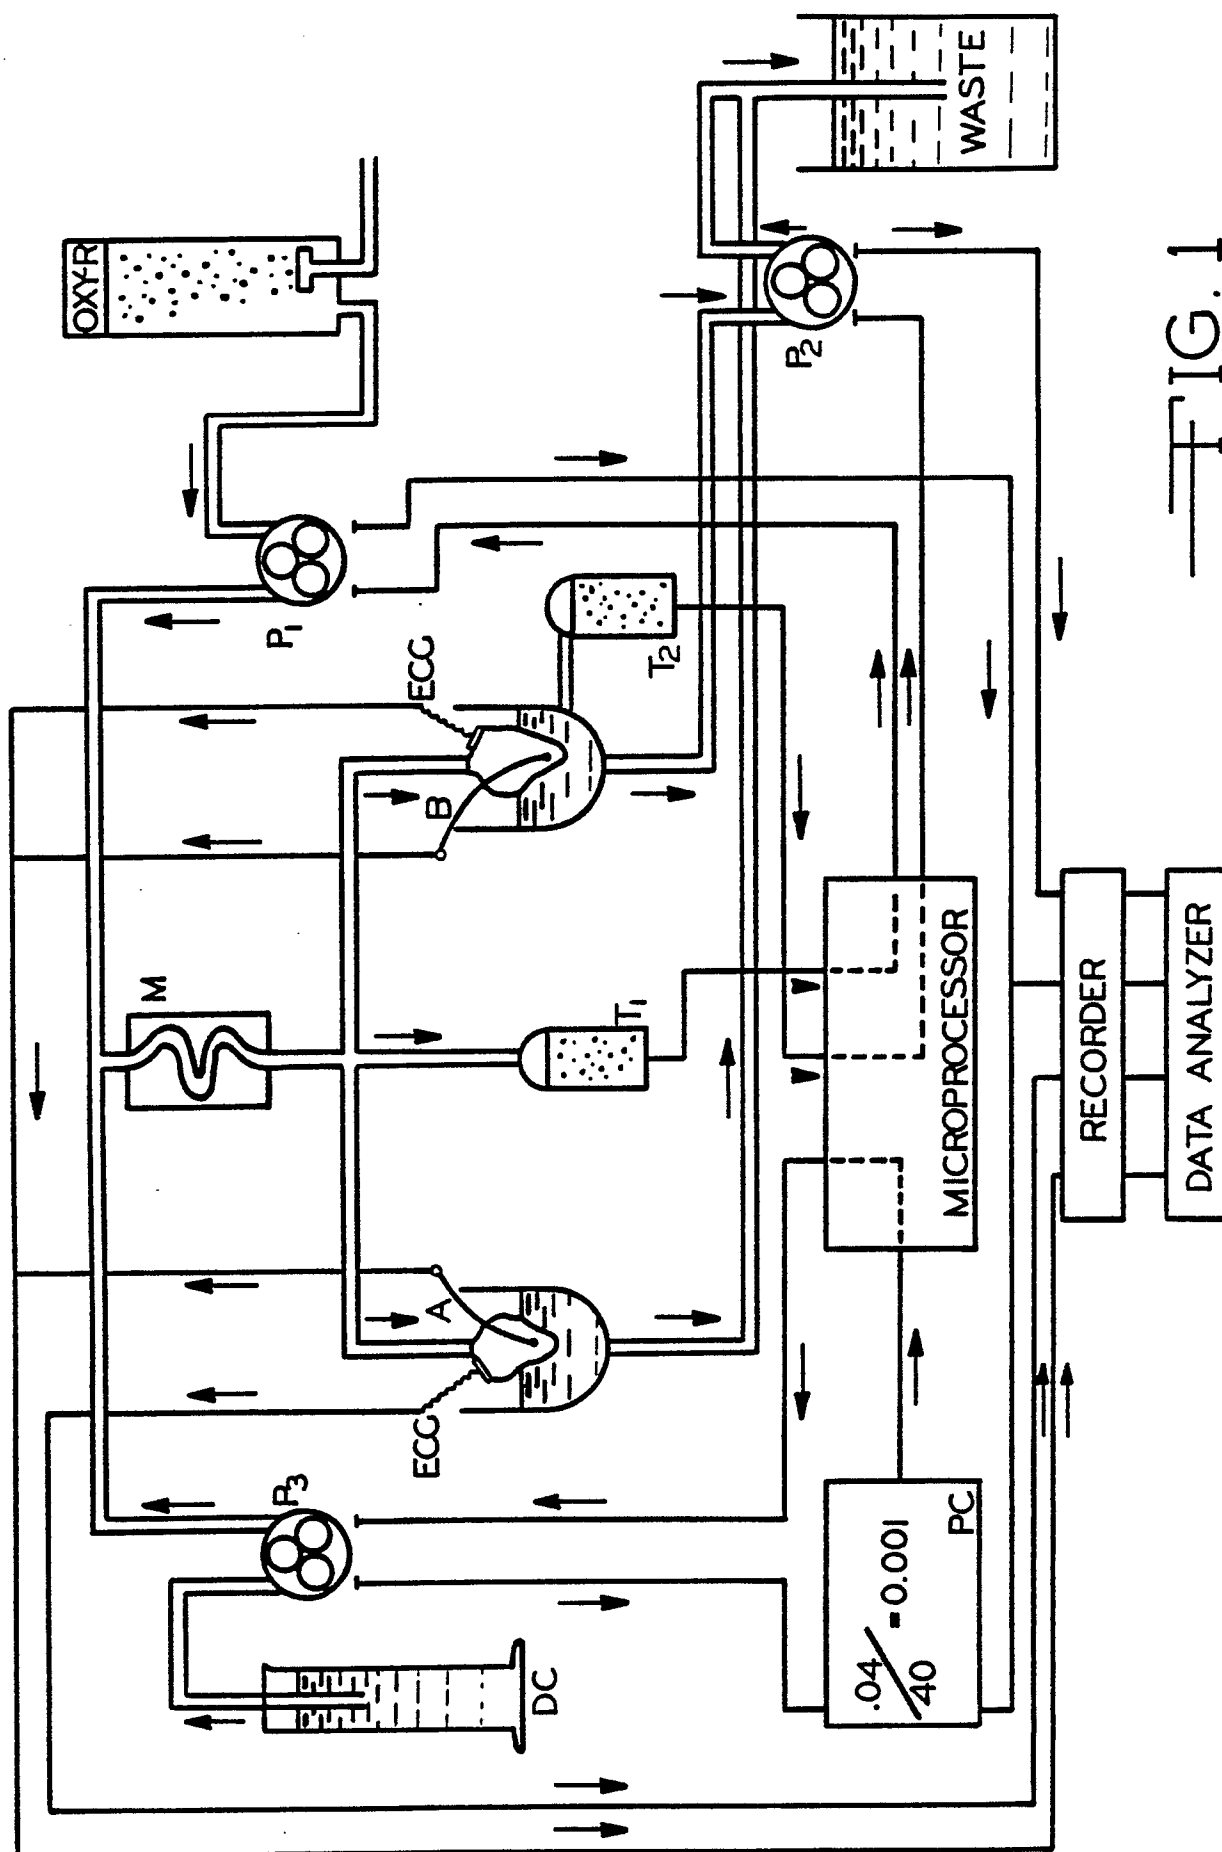 OXY-R
WASTE
P1
P2
ECG
T2
B
M
T1
A
ECG
P3
DC
MICROPROCESSOR
.04/40 = 0.001
PC
RECORDER
DATA ANALYZER
FIG. 1